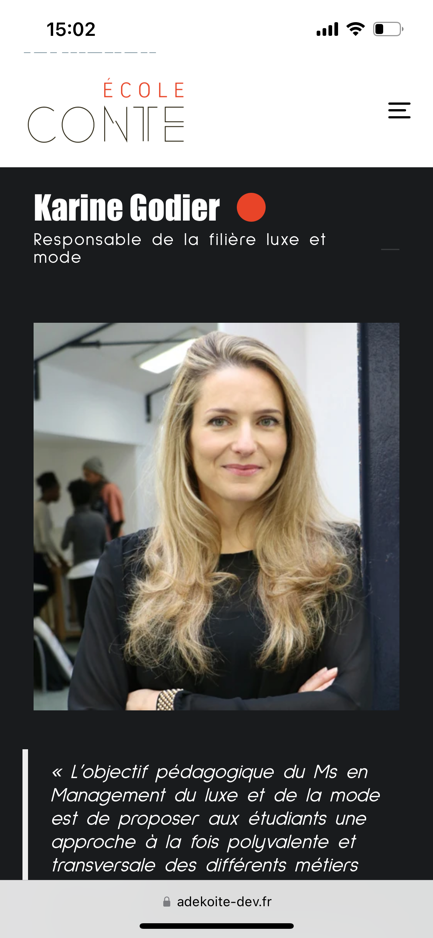 15:02
ÉCOLE
CONTE
Karine Godier
Responsable de la filière luxe et
mode
« L'objectif pédagogique du Ms en
Management du luxe et de la mode
est de proposer aux étudiants une
approche à la fois polyvalente et
transversale des différents métiers
adekoite-dev.fr